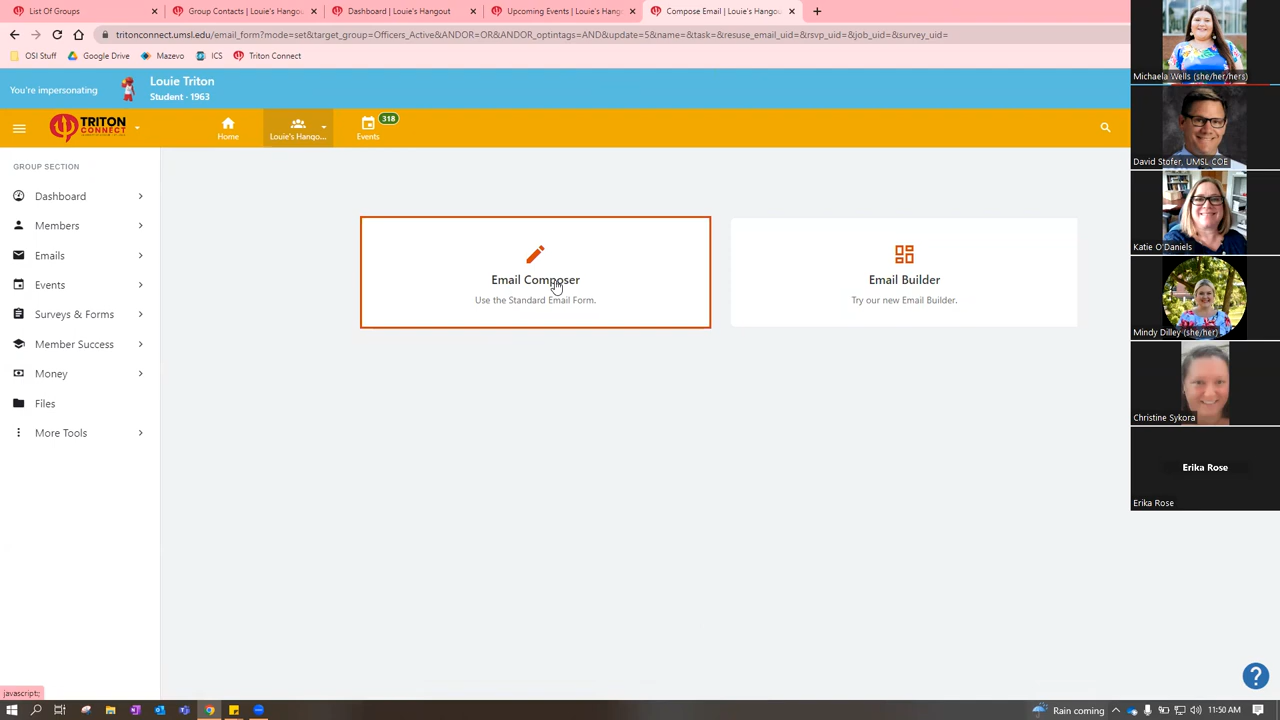 List Of Groups
Group Contacts | Louie's Hangou
Dashboard | Louie's Hangout
Upcoming Events | Louie's Hang
Compose Email | Louie's Hangou
tritonconnect.umsl.edu/email_form?mode=set&target_group=Officers_Active&ANDOR=OR&ANDOR_optintags=AND&update=5&name=&task=&resuse_email_uid=&rsvp_uid=&job_uid=&survey_uid=
OSI Stuff
Google Drive
Mazevo
ICS
Triton Connect
You're impersonating
Louie Triton
Student · 1963
TRITON
CONNECT
Home
Louie's Hango...
Events
318
GROUP SECTION
Dashboard
Members
Emails
Events
Surveys & Forms
Member Success
Money
Files
More Tools
Email Composer
Use the Standard Email Form.
Email Builder
Try our new Email Builder.
Michaela Wells (she/her/hers)
David Stofer, UMSL COE
Katie O'Daniels
Mindy Dilley (she/her)
Christine Sykora
Erika Rose
Erika Rose
javascript:;
?
Rain coming
11:50 AM